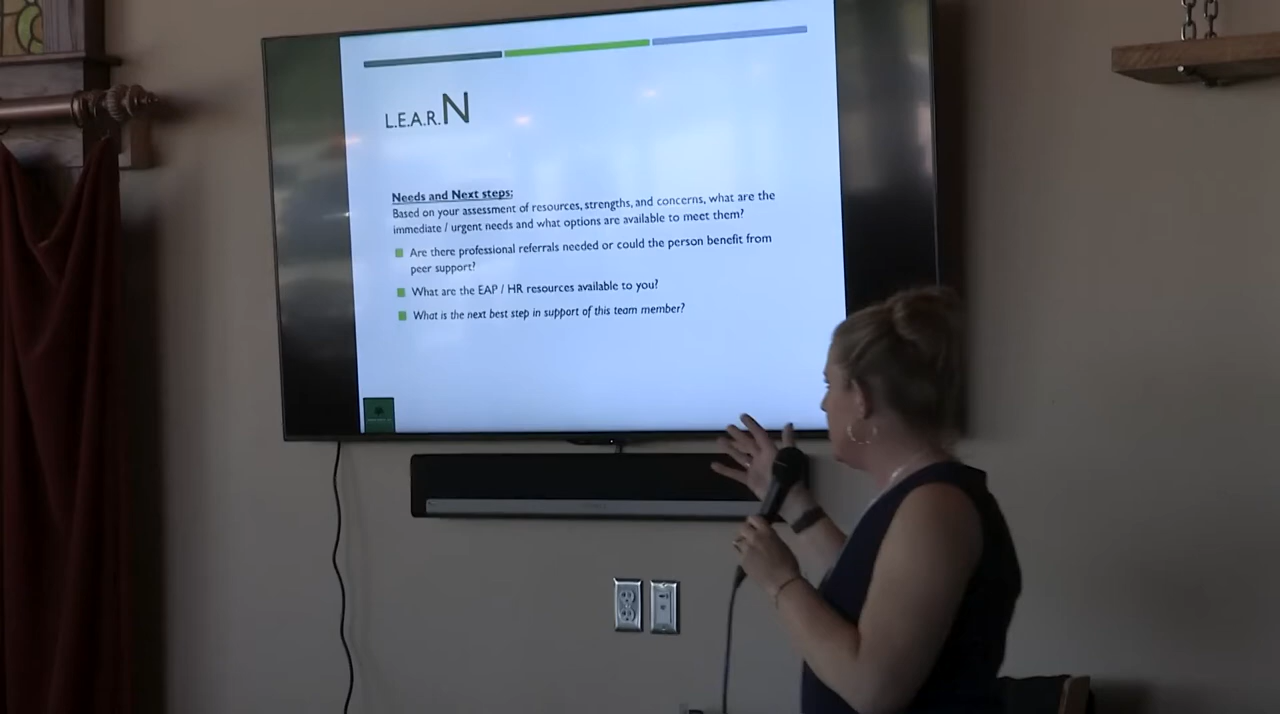 L.E.A.R.N
Needs and Next steps:
Based on your assessment of resources, strengths, and concerns, what are the
immediate / urgent needs and what options are available to meet them?
Are there professional referrals needed or could the person benefit from
peer support?
What are the EAP / HR resources available to you?
What is the next best step in support of this team member?